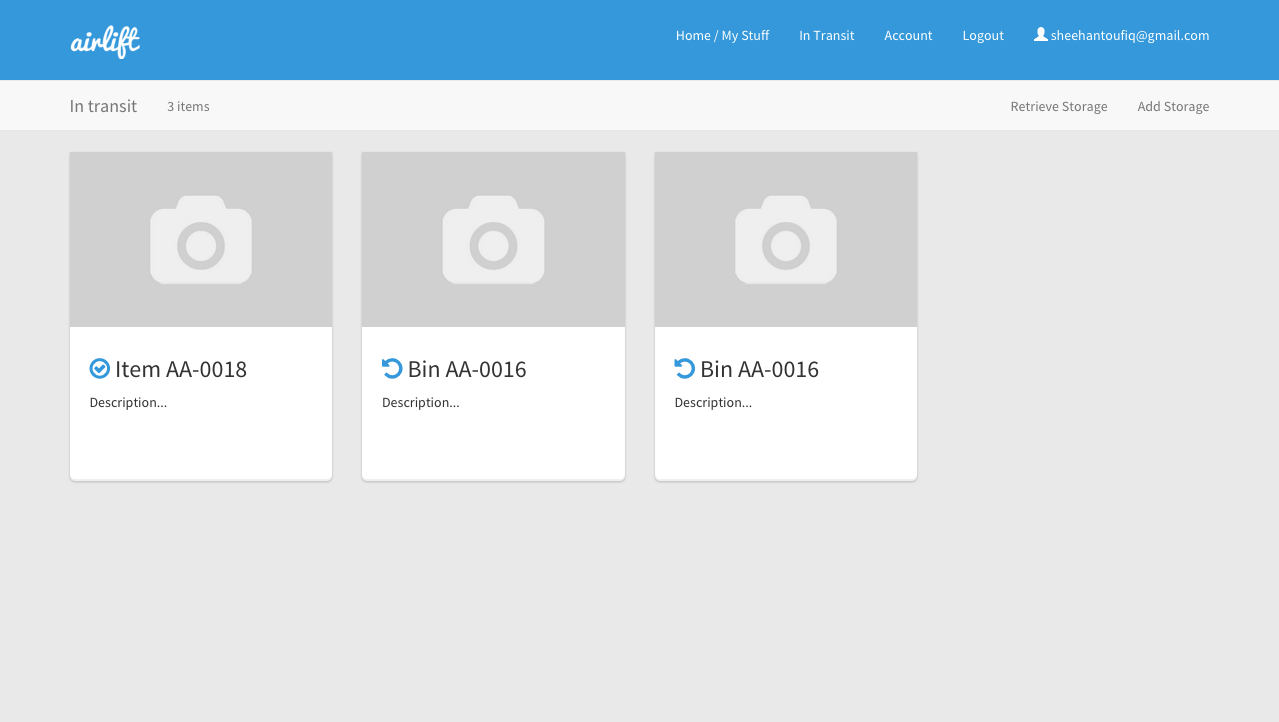 airlift
Home / My Stuff In Transit Account Logout sheehantoufiq@gmail.com
In transit 3 items Retrieve Storage Add Storage
Item AA-0018
Description...
Bin AA-0016
Description...
Bin AA-0016
Description...